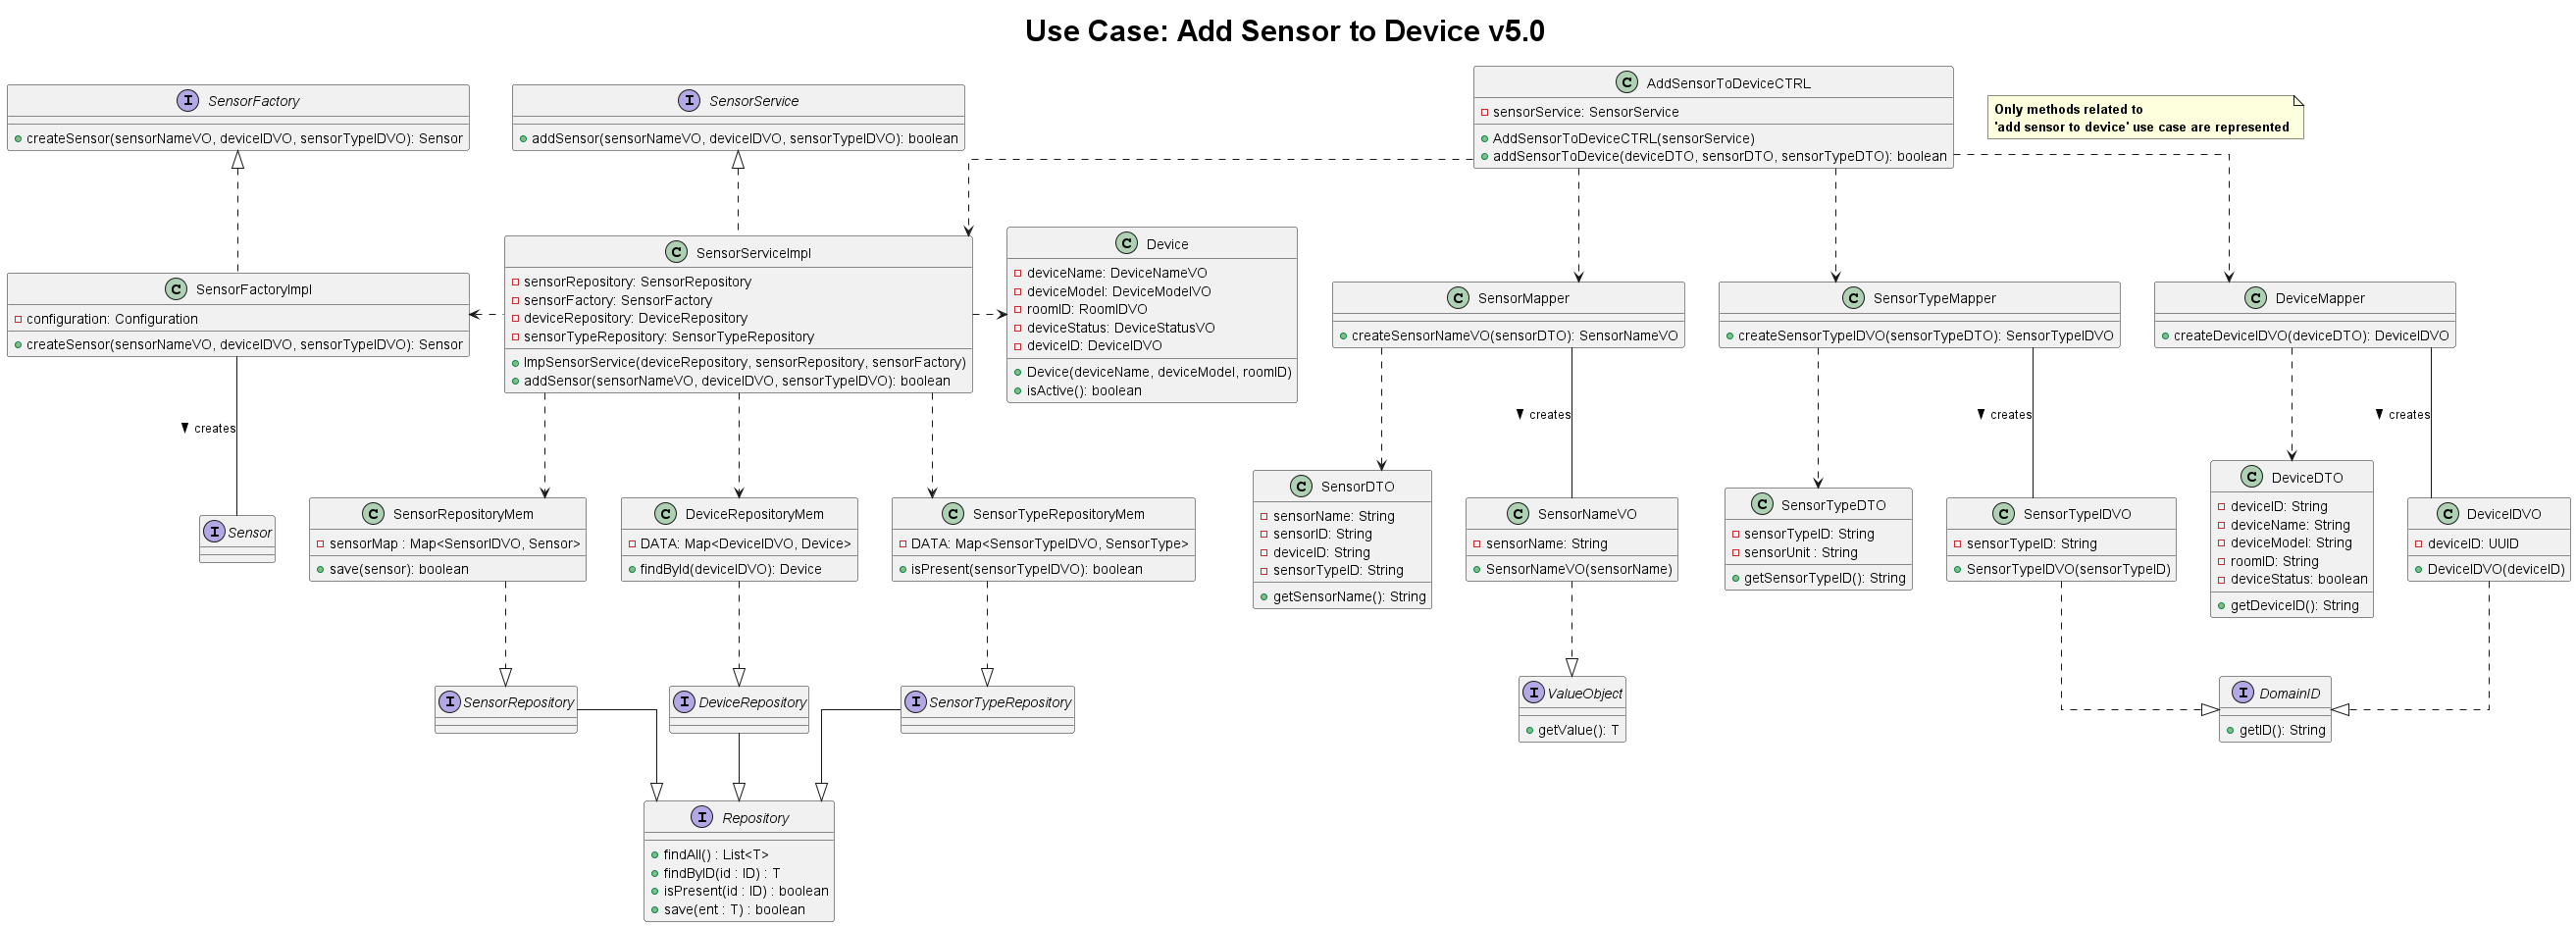 Use Case: Add Sensor to Device v5.0
I SensorFactory
createSensor(sensorNameVO, deviceIDVO, sensorTypeIDVO): Sensor
I SensorService
addSensor(sensorNameVO, deviceIDVO, sensorTypeIDVO): boolean
C AddSensorToDeviceCTRL
sensorService: SensorService
AddSensorToDeviceCTRL(sensorService)
addSensorToDevice(deviceDTO, sensorDTO, sensorTypeDTO): boolean
Only methods related to
'add sensor to device' use case are represented
C SensorFactoryImpl
configuration: Configuration
createSensor(sensorNameVO, deviceIDVO, sensorTypeIDVO): Sensor
C SensorServiceImpl
sensorRepository: SensorRepository
sensorFactory: SensorFactory
deviceRepository: DeviceRepository
sensorTypeRepository: SensorTypeRepository
ImpSensorService(deviceRepository, sensorRepository, sensorFactory)
addSensor(sensorNameVO, deviceIDVO, sensorTypeIDVO): boolean
C Device
deviceName: DeviceNameVO
deviceModel: DeviceModelVO
roomID: RoomIDVO
deviceStatus: DeviceStatusVO
deviceID: DeviceIDVO
Device(deviceName, deviceModel, roomID)
isActive(): boolean
C SensorMapper
createSensorNameVO(sensorDTO): SensorNameVO
C SensorTypeMapper
createSensorTypeIDVO(sensorTypeDTO): SensorTypeIDVO
C DeviceMapper
createDeviceIDVO(deviceDTO): DeviceIDVO
creates
creates
creates
creates
I Sensor
C SensorRepositoryMem
sensorMap : Map<SensorIDVO, Sensor>
save(sensor): boolean
C DeviceRepositoryMem
DATA: Map<DeviceIDVO, Device>
findById(deviceIDVO): Device
C SensorTypeRepositoryMem
DATA: Map<SensorTypeIDVO, SensorType>
isPresent(sensorTypeIDVO): boolean
C SensorDTO
sensorName: String
sensorID: String
deviceID: String
sensorTypeID: String
getSensorName(): String
C SensorNameVO
sensorName: String
SensorNameVO(sensorName)
C SensorTypeDTO
sensorTypeID: String
sensorUnit : String
getSensorTypeID(): String
C SensorTypeIDVO
sensorTypeID: String
SensorTypeIDVO(sensorTypeID)
C DeviceDTO
deviceID: String
deviceName: String
deviceModel: String
roomID: String
deviceStatus: boolean
getDeviceID(): String
C DeviceIDVO
deviceID: UUID
DeviceIDVO(deviceID)
I SensorRepository
I DeviceRepository
I SensorTypeRepository
I ValueObject
getValue(): T
I DomainID
getID(): String
I Repository
findAll() : List<T>
findByID(id : ID) : T
isPresent(id : ID) : boolean
save(ent : T) : boolean